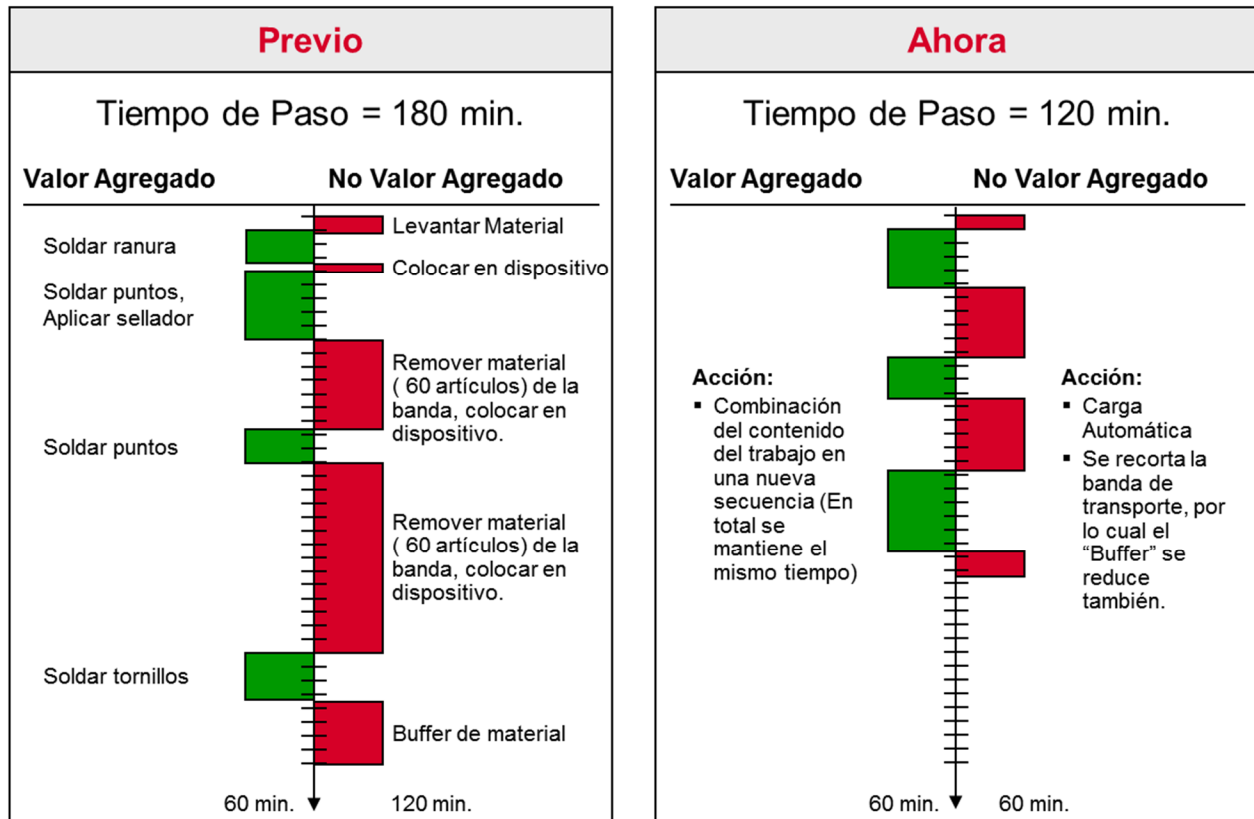 Previo
Tiempo de Paso = 180 min.
Valor Agregado
No Valor Agregado
Levantar Material
Soldar ranura
Colocar en dispositivo
Soldar puntos,
Aplicar sellador
Remover material
( 60 artículos) de la
banda, colocar en
dispositivo.
Soldar puntos
Remover material
( 60 artículos) de la
banda, colocar en
dispositivo.
Soldar tornillos
Buffer de material
60 min.
120 min.
Ahora
Tiempo de Paso = 120 min.
Valor Agregado
No Valor Agregado
Acción:
▪ Combinación
del contenido
del trabajo en
una nueva
secuencia (En
total se
mantiene el
mismo tiempo)
Acción:
▪ Carga
Automática
▪ Se recorta la
banda de
transporte, por
lo cual el
“Buffer” se
reduce
también.
60 min.
60 min.